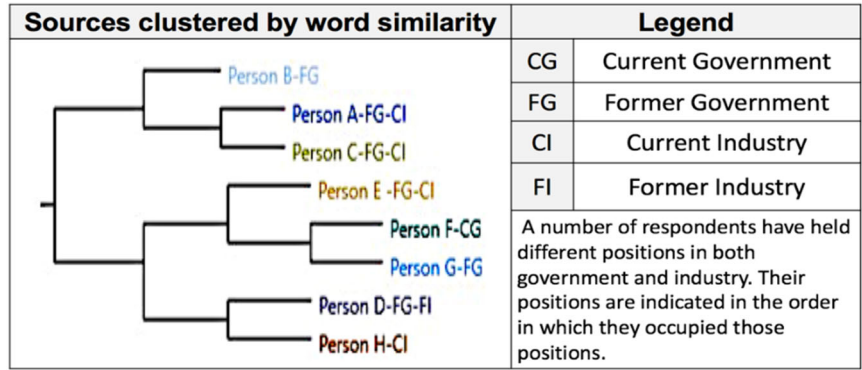 Sources clustered by word similarity
Person B-FG
Person A-FG-CI
Person C-FG-CI
Person E -FG-CI
Person F-CG
Person G-FG
Person D-FG-FI
Person H-CI
Legend
CG Current Government
FG Former Government
CI Current Industry
FI Former Industry
A number of respondents have held
different positions in both
government and industry. Their
positions are indicated in the order
in which they occupied those
positions.